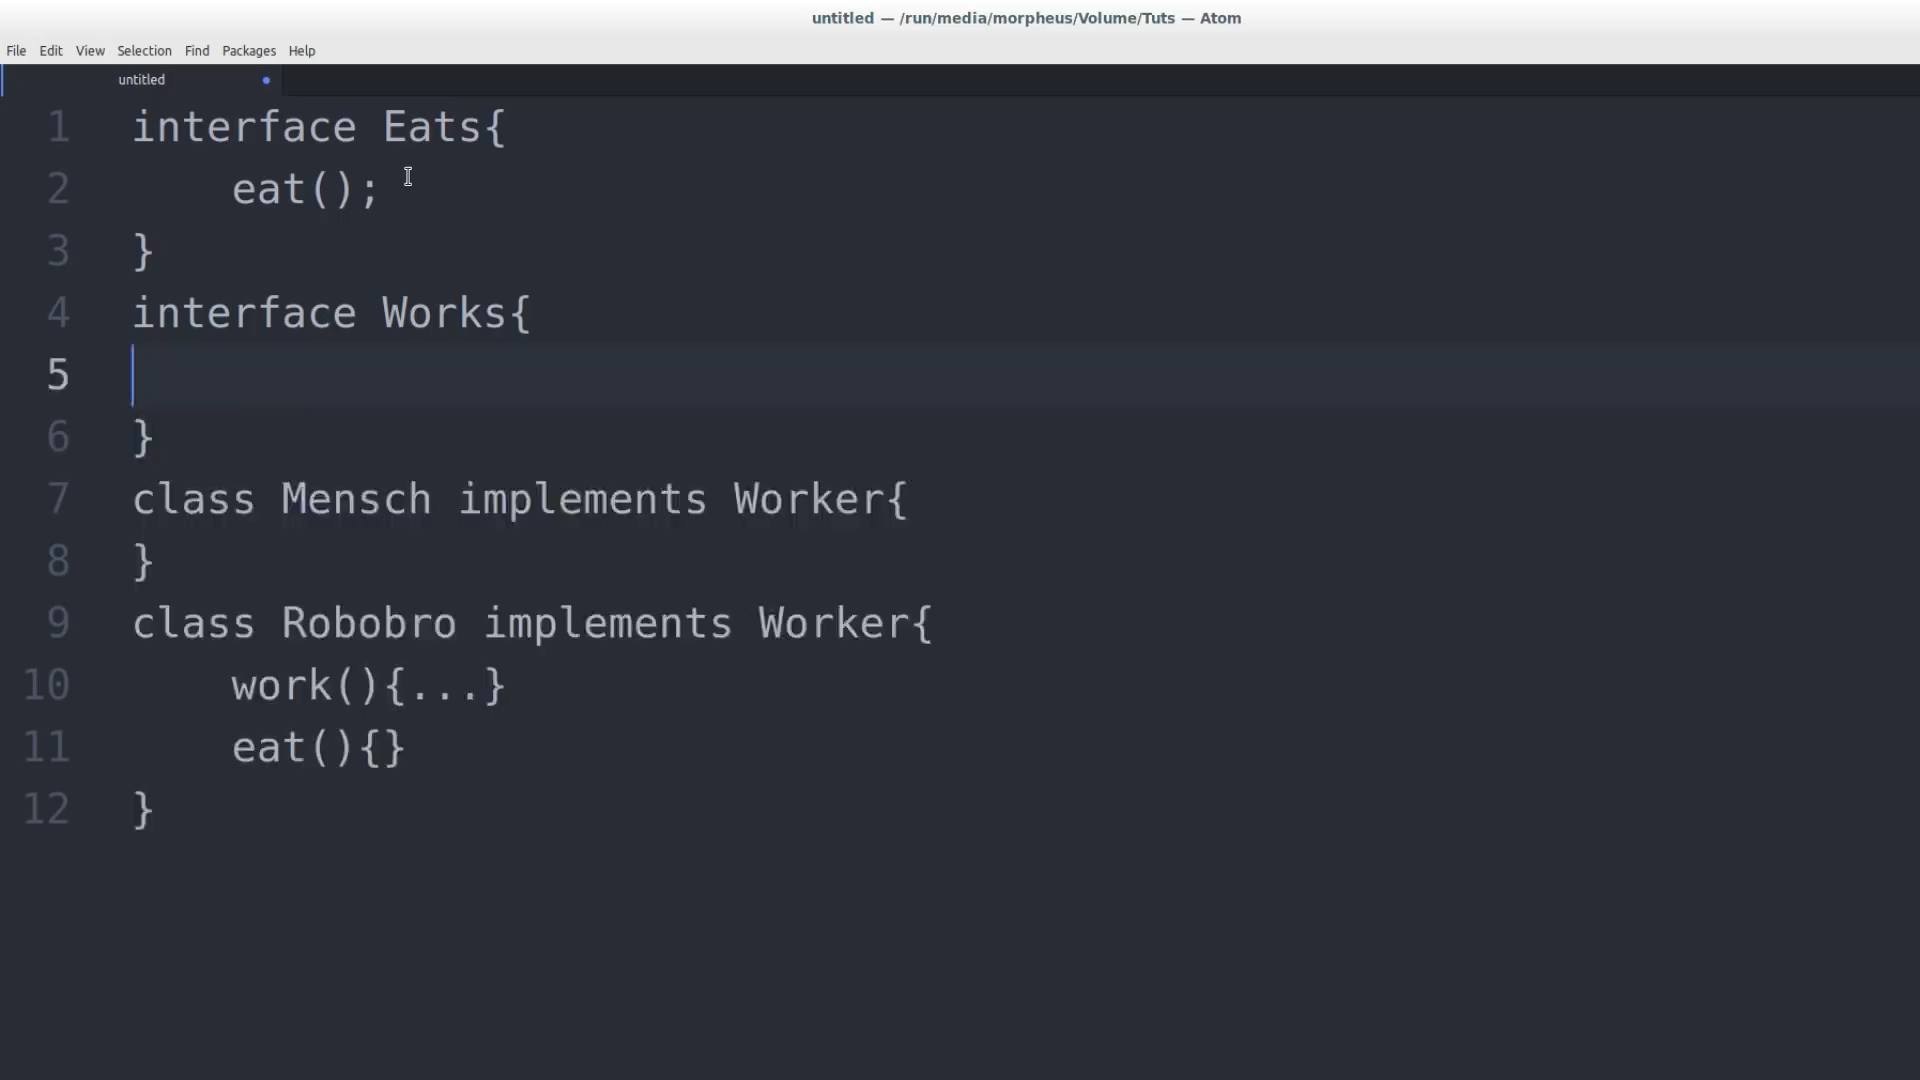 untitled — /run/media/morpheus/Volume/Tuts — Atom
File Edit View Selection Find Packages Help
untitled
1 interface Eats{
2 eat();
3 }
4 interface Works{
5
6 }
7 class Mensch implements Worker{
8 }
9 class Robobro implements Worker{
10 work(){...}
11 eat(){}
12 }